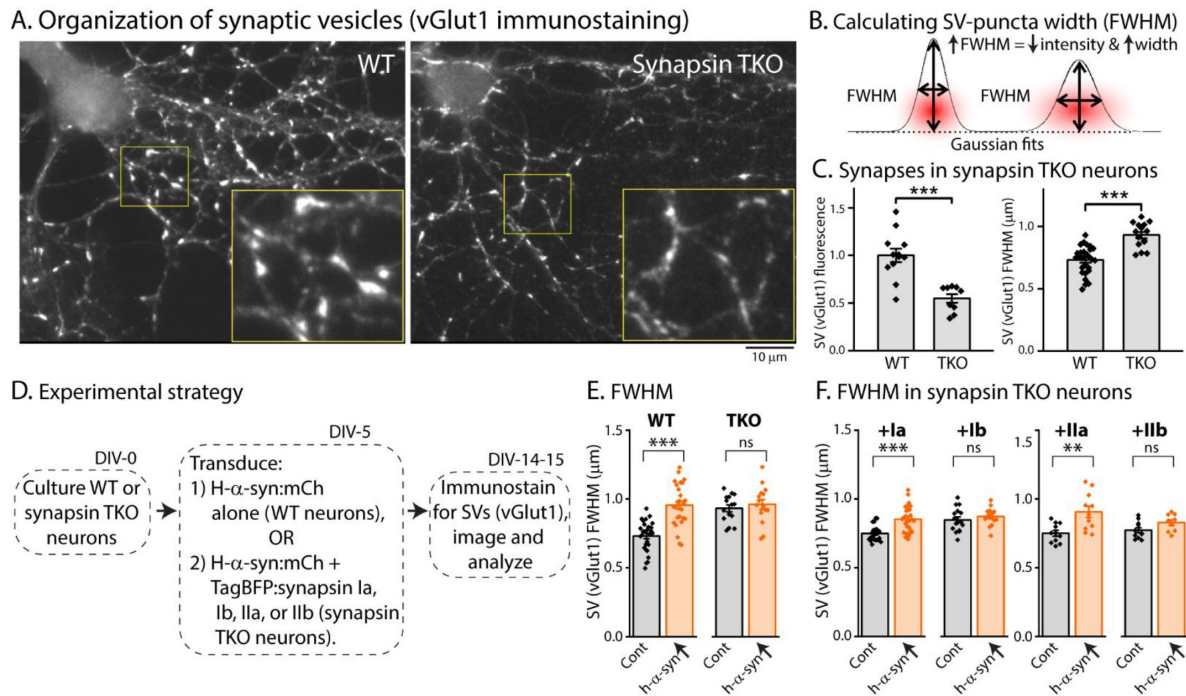 A. Organization of synaptic vesicles (vGlut1 immunostaining)
WT
Synapsin TKO
10 μm
B. Calculating SV-puncta width (FWHM)
↑FWHM = ↓intensity & ↑width
FWHM
FWHM
Gaussian fits
C. Synapses in synapsin TKO neurons
SV (vGlut1) fluorescence
1.5
1.0
0.5
0.0
***
WT
TKO
SV (vGlut1) FWHM (μm)
1.0
0.5
0.0
***
WT
TKO
D. Experimental strategy
DIV-0
Culture WT or
synapsin TKO
neurons
DIV-5
Transduce:
1) H-α-syn:mCh
alone (WT neurons),
OR
2) H-α-syn:mCh +
TagBFP:synapsin Ia,
Ib, IIa, or IIb (synapsin
TKO neurons).
DIV-14-15
Immunostain
for SVs (vGlut1),
image and
analyze
E. FWHM
SV (vGlut1) FWHM (μm)
1.5
1.0
0.5
0.0
WT
***
TKO
ns
Cont
h-α-syn
Cont
h-α-syn
F. FWHM in synapsin TKO neurons
SV (vGlut1) FWHM (μm)
1.5
1.0
0.5
0.0
+Ia
***
+Ib
ns
Cont
h-α-syn
Cont
h-α-syn
1.5
1.0
0.5
0.0
+IIa
**
+IIb
ns
Cont
h-α-syn
Cont
h-α-syn